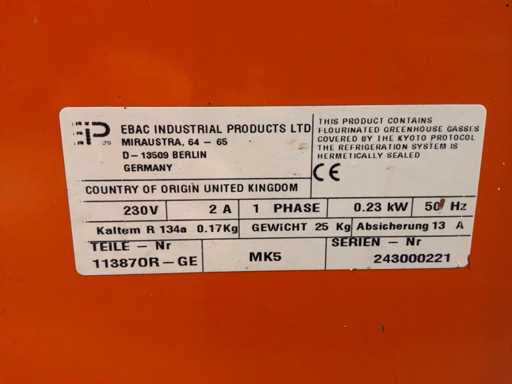 EIP
EBAC INDUSTRIAL PRODUCTS LTD
MIRAUSTRA, 64 – 65
D – 13509 BERLIN
GERMANY
THIS PRODUCT CONTAINS
FLOURINATED GREENHOUSE GASSES
COVERED BY THE KYOTO PROTOCOL
THE REFRIGERATION SYSTEM IS
HERMETICALLY SEALED
CE
COUNTRY OF ORIGIN UNITED KINGDOM
230V 2 A 1 PHASE 0.23 kW 50 Hz
Kaltem R 134a 0.17Kg GEWICHT 25 Kg Absicherung 13 A
TEILE – Nr
113870R – GE
MK5
SERIEN – Nr
243000221